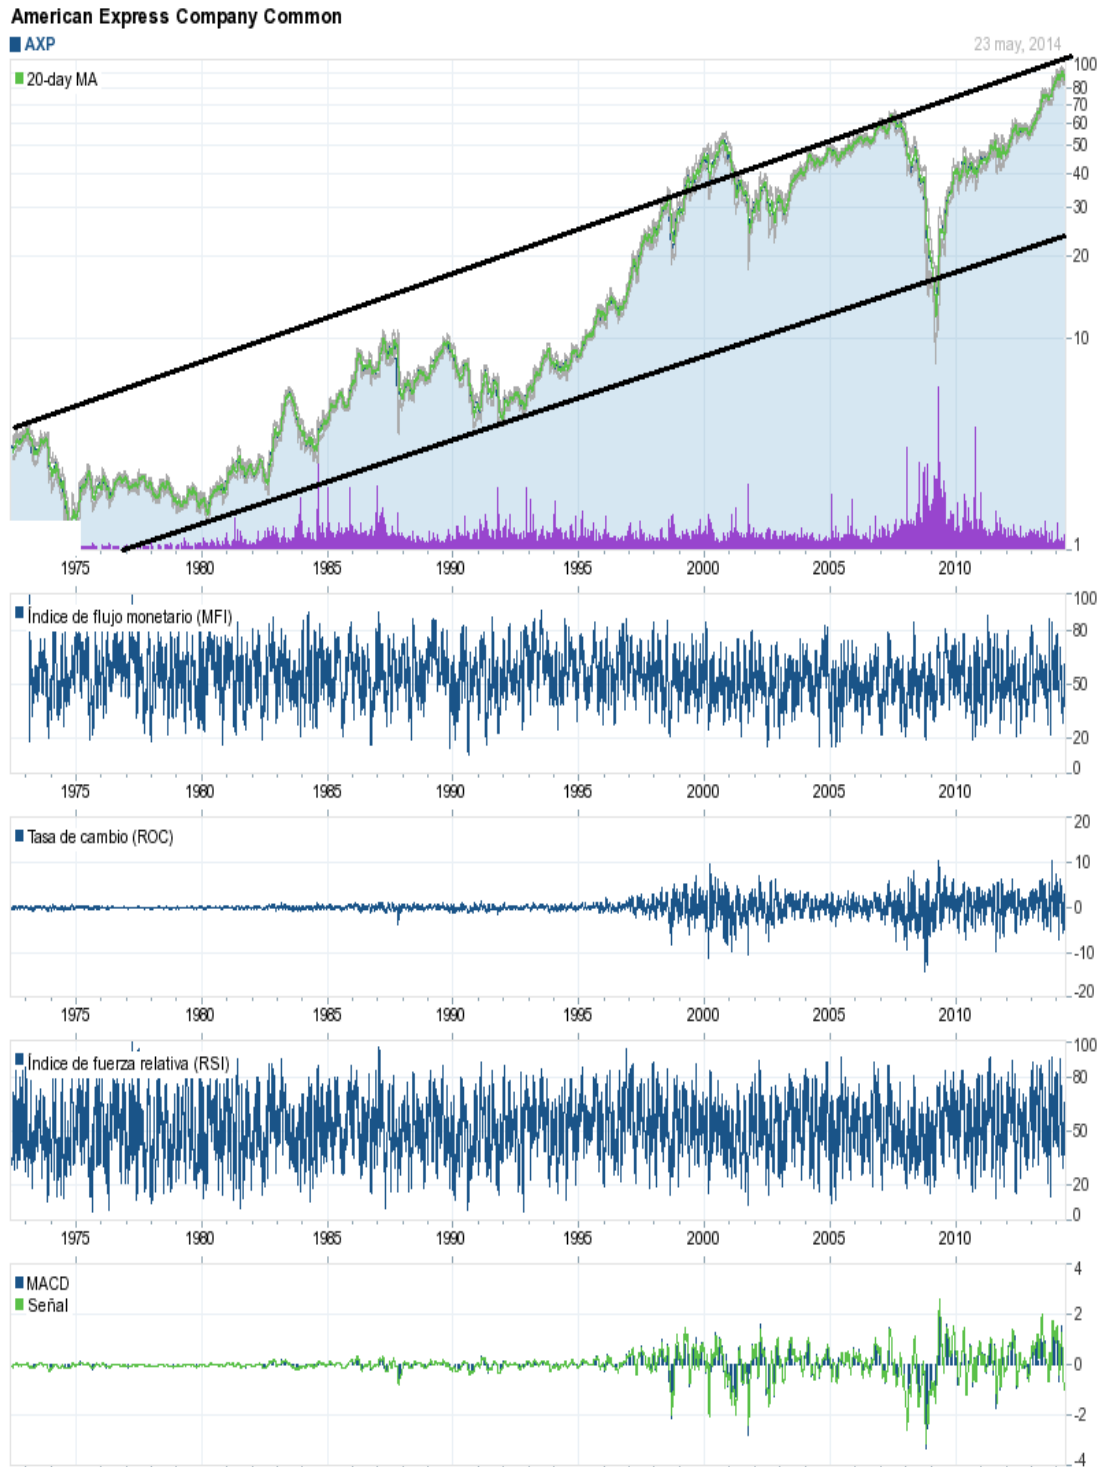 American Express Company Common
AXP
23 may, 2014
20-day MA
100
80
70
60
50
40
30
20
10
1
1975 1980 1985 1990 1995 2000 2005 2010
Índice de flujo monetario (MFI)
100
80
50
20
0
1975 1980 1985 1990 1995 2000 2005 2010
Tasa de cambio (ROC)
20
10
0
-10
-20
1975 1980 1985 1990 1995 2000 2005 2010
Índice de fuerza relativa (RSI)
100
80
50
20
0
1975 1980 1985 1990 1995 2000 2005 2010
MACD
Señal
4
2
0
-2
-4